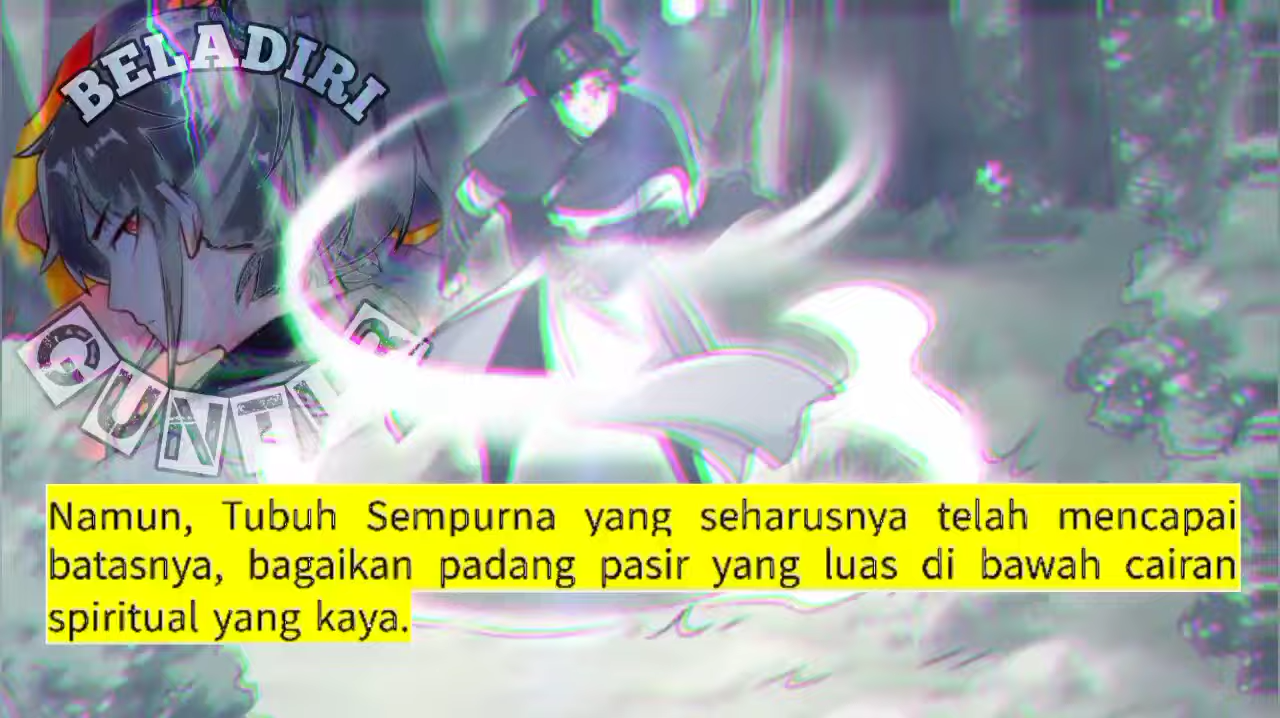 BELADIRI
Namun, Tubuh Sempurna yang seharusnya telah mencapai
batasnya, bagaikan padang pasir yang luas di bawah cairan
spiritual yang kaya.